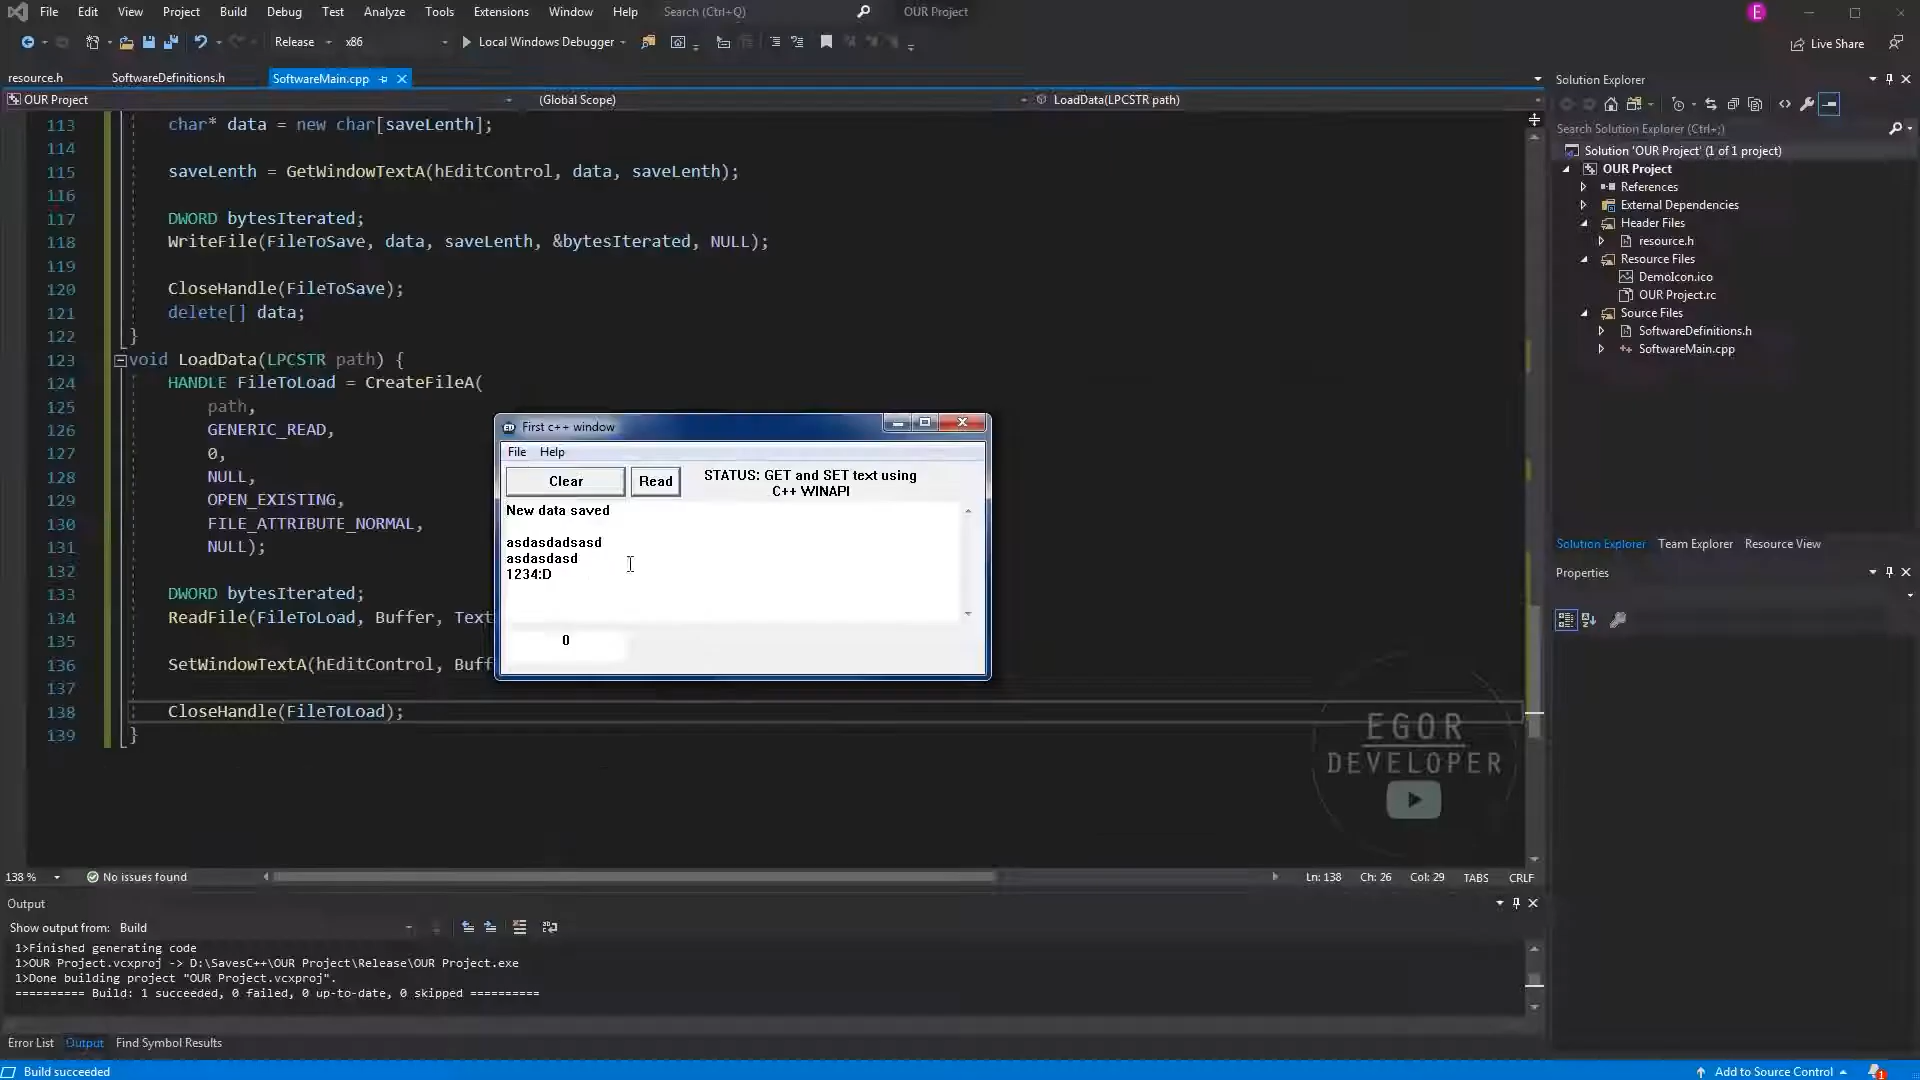 File Edit View Project Build Debug Test Analyze Tools Extensions Window Help Search (Ctrl+Q) OUR Project E
Release x86 Local Windows Debugger Live Share
resource.h SoftwareDefinitions.h SoftwareMain.cpp
OUR Project (Global Scope) LoadData(LPCSTR path)
113 char* data = new char[saveLenth];
114
115 saveLenth = GetWindowTextA(hEditControl, data, saveLenth);
116
117 DWORD bytesIterated;
118 WriteFile(FileToSave, data, saveLenth, &bytesIterated, NULL);
119
120 CloseHandle(FileToSave);
121 delete[] data;
122 }
123 void LoadData(LPCSTR path) {
124 HANDLE FileToLoad = CreateFileA(
125 path,
126 GENERIC_READ,
127 0,
128 NULL,
129 OPEN_EXISTING,
130 FILE_ATTRIBUTE_NORMAL,
131 NULL);
132
133 DWORD bytesIterated;
134 ReadFile(FileToLoad, Buffer, Text
135
136 SetWindowTextA(hEditControl, Buff
137
138 CloseHandle(FileToLoad);
139 }
First c++ window
File Help
Clear Read STATUS: GET and SET text using
C++ WINAPI
New data saved
asdasdadsasd
asdasdasd
1234:D
0
EGOR
DEVELOPER
138 % No issues found Ln: 138 Ch: 26 Col: 29 TABS CRLF
Output
Show output from: Build
1>Finished generating code
1>OUR Project.vcxproj -> D:\SavesC++\OUR Project\Release\OUR Project.exe
1>Done building project "OUR Project.vcxproj".
========== Build: 1 succeeded, 0 failed, 0 up-to-date, 0 skipped ==========
Error List Output Find Symbol Results
Build succeeded Add to Source Control 1
Solution Explorer
Search Solution Explorer (Ctrl+;)
Solution 'OUR Project' (1 of 1 project)
OUR Project
References
External Dependencies
Header Files
resource.h
Resource Files
DemoIcon.ico
OUR Project.rc
Source Files
SoftwareDefinitions.h
SoftwareMain.cpp
Solution Explorer Team Explorer Resource View
Properties